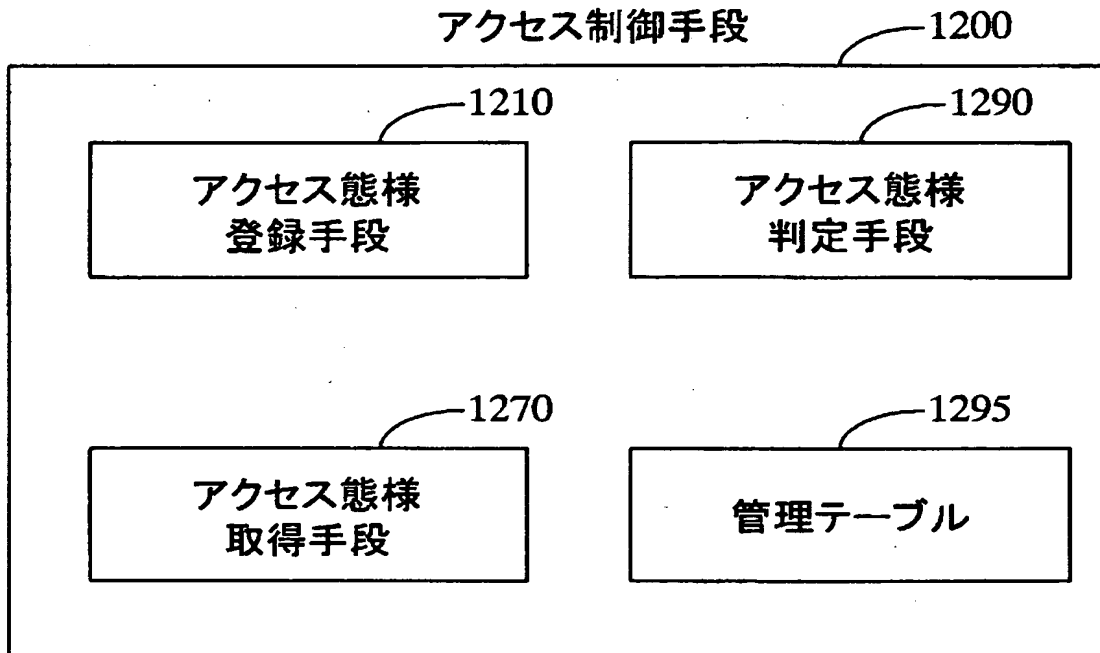 アクセス制御手段
1200
1210
アクセス態様
登録手段
1290
アクセス態様
判定手段
1270
アクセス態様
取得手段
1295
管理テーブル